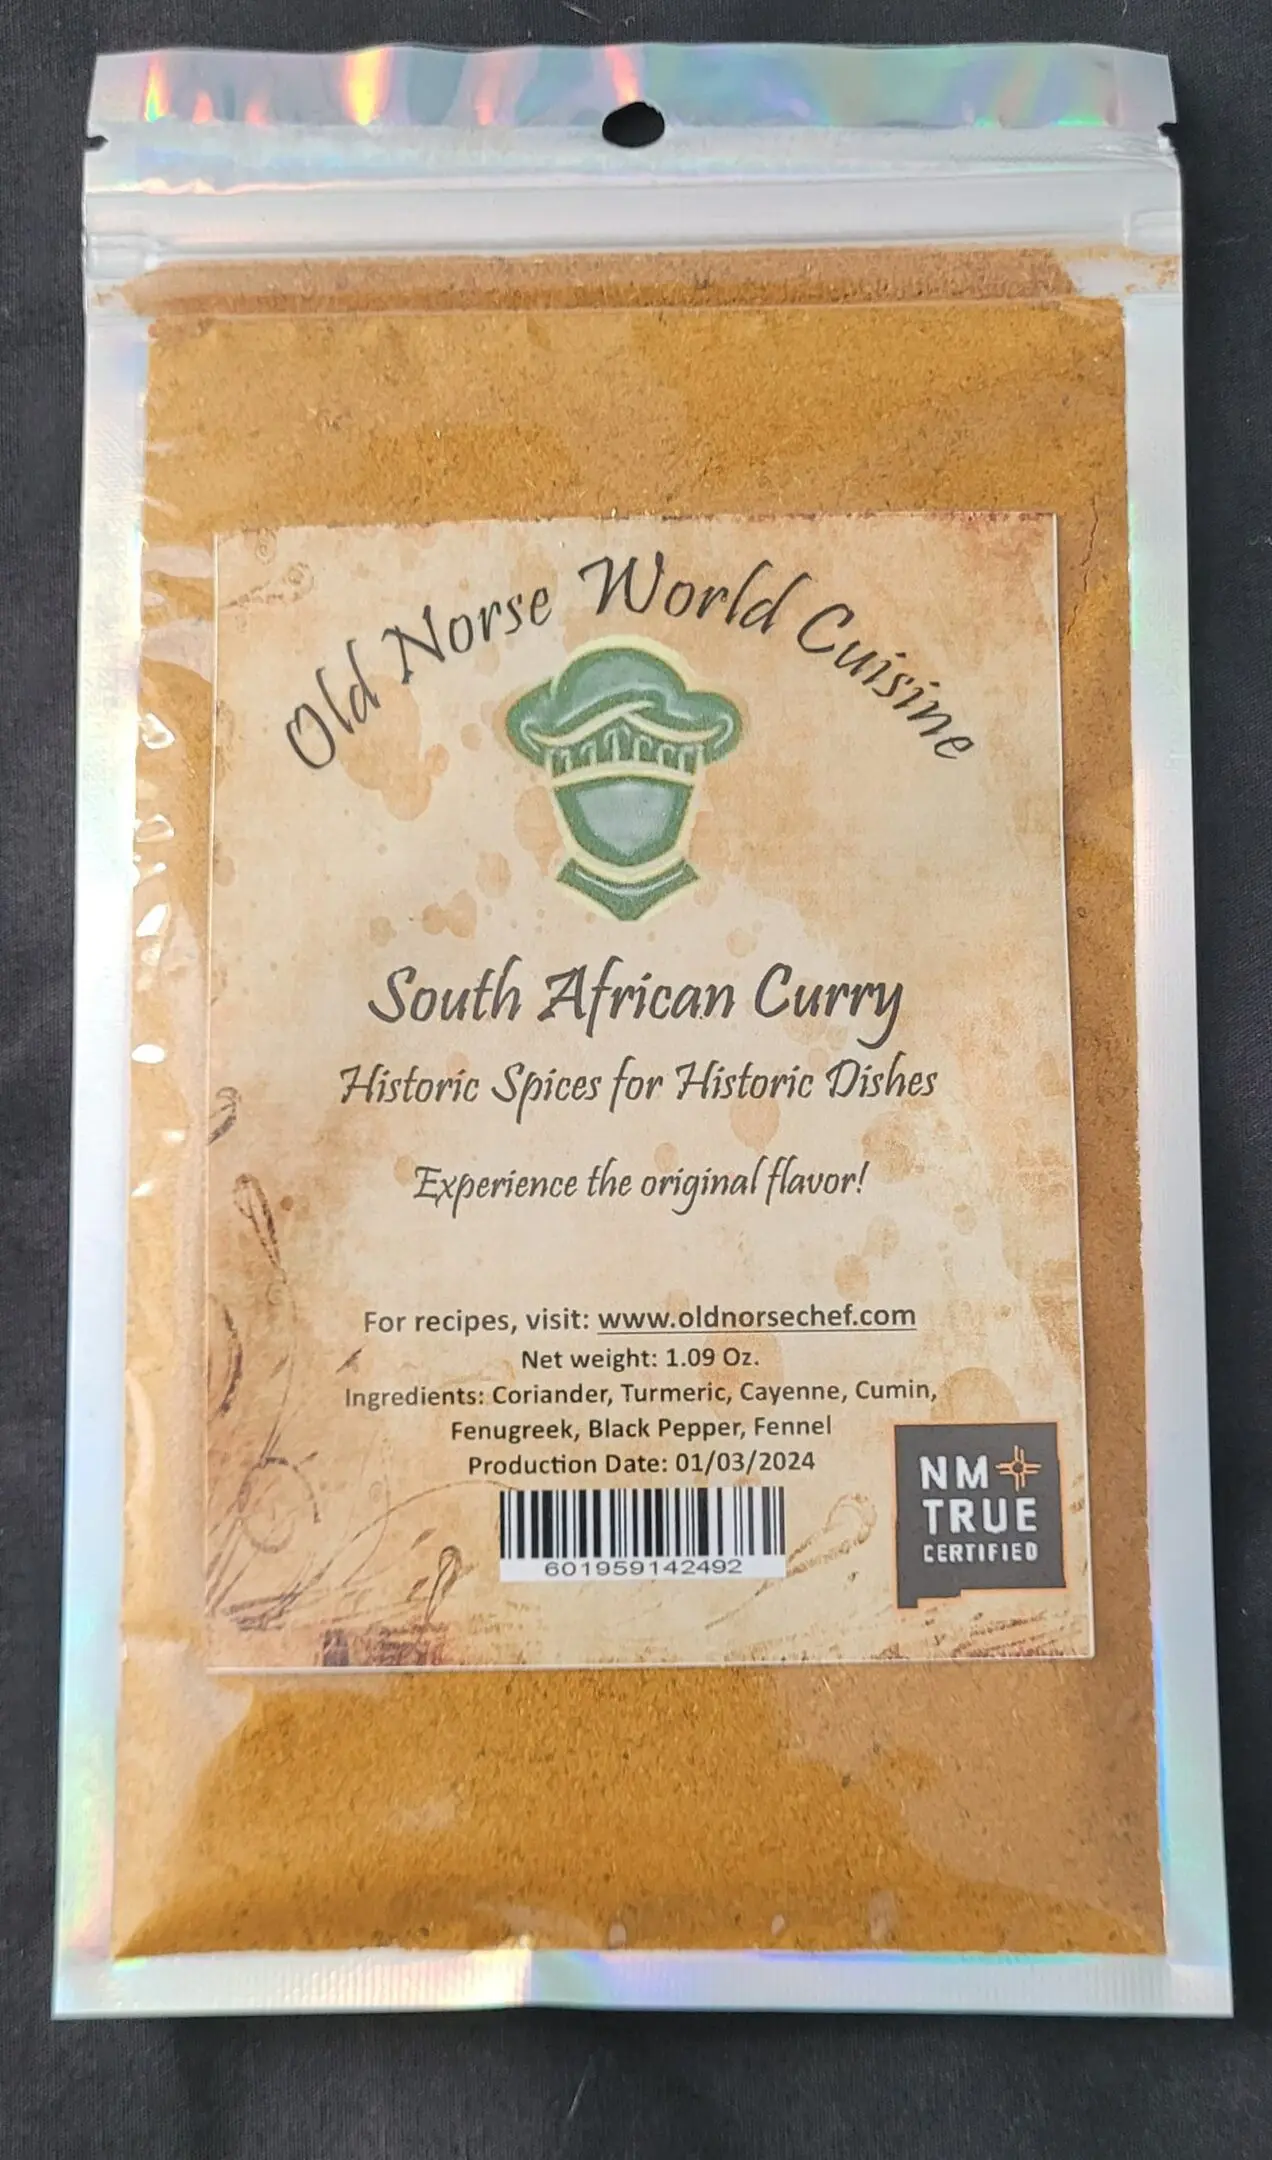 Old Norse World Cuisine
South African Curry
Historic Spices for Historic Dishes
Experience the original flavor!
For recipes, visit: www.oldnorsechef.com
Net weight: 1.09 Oz.
Ingredients: Coriander, Turmeric, Cayenne, Cumin,
Fenugreek, Black Pepper, Fennel
Production Date: 01/03/2024
601959142492
NM
TRUE
CERTIFIED